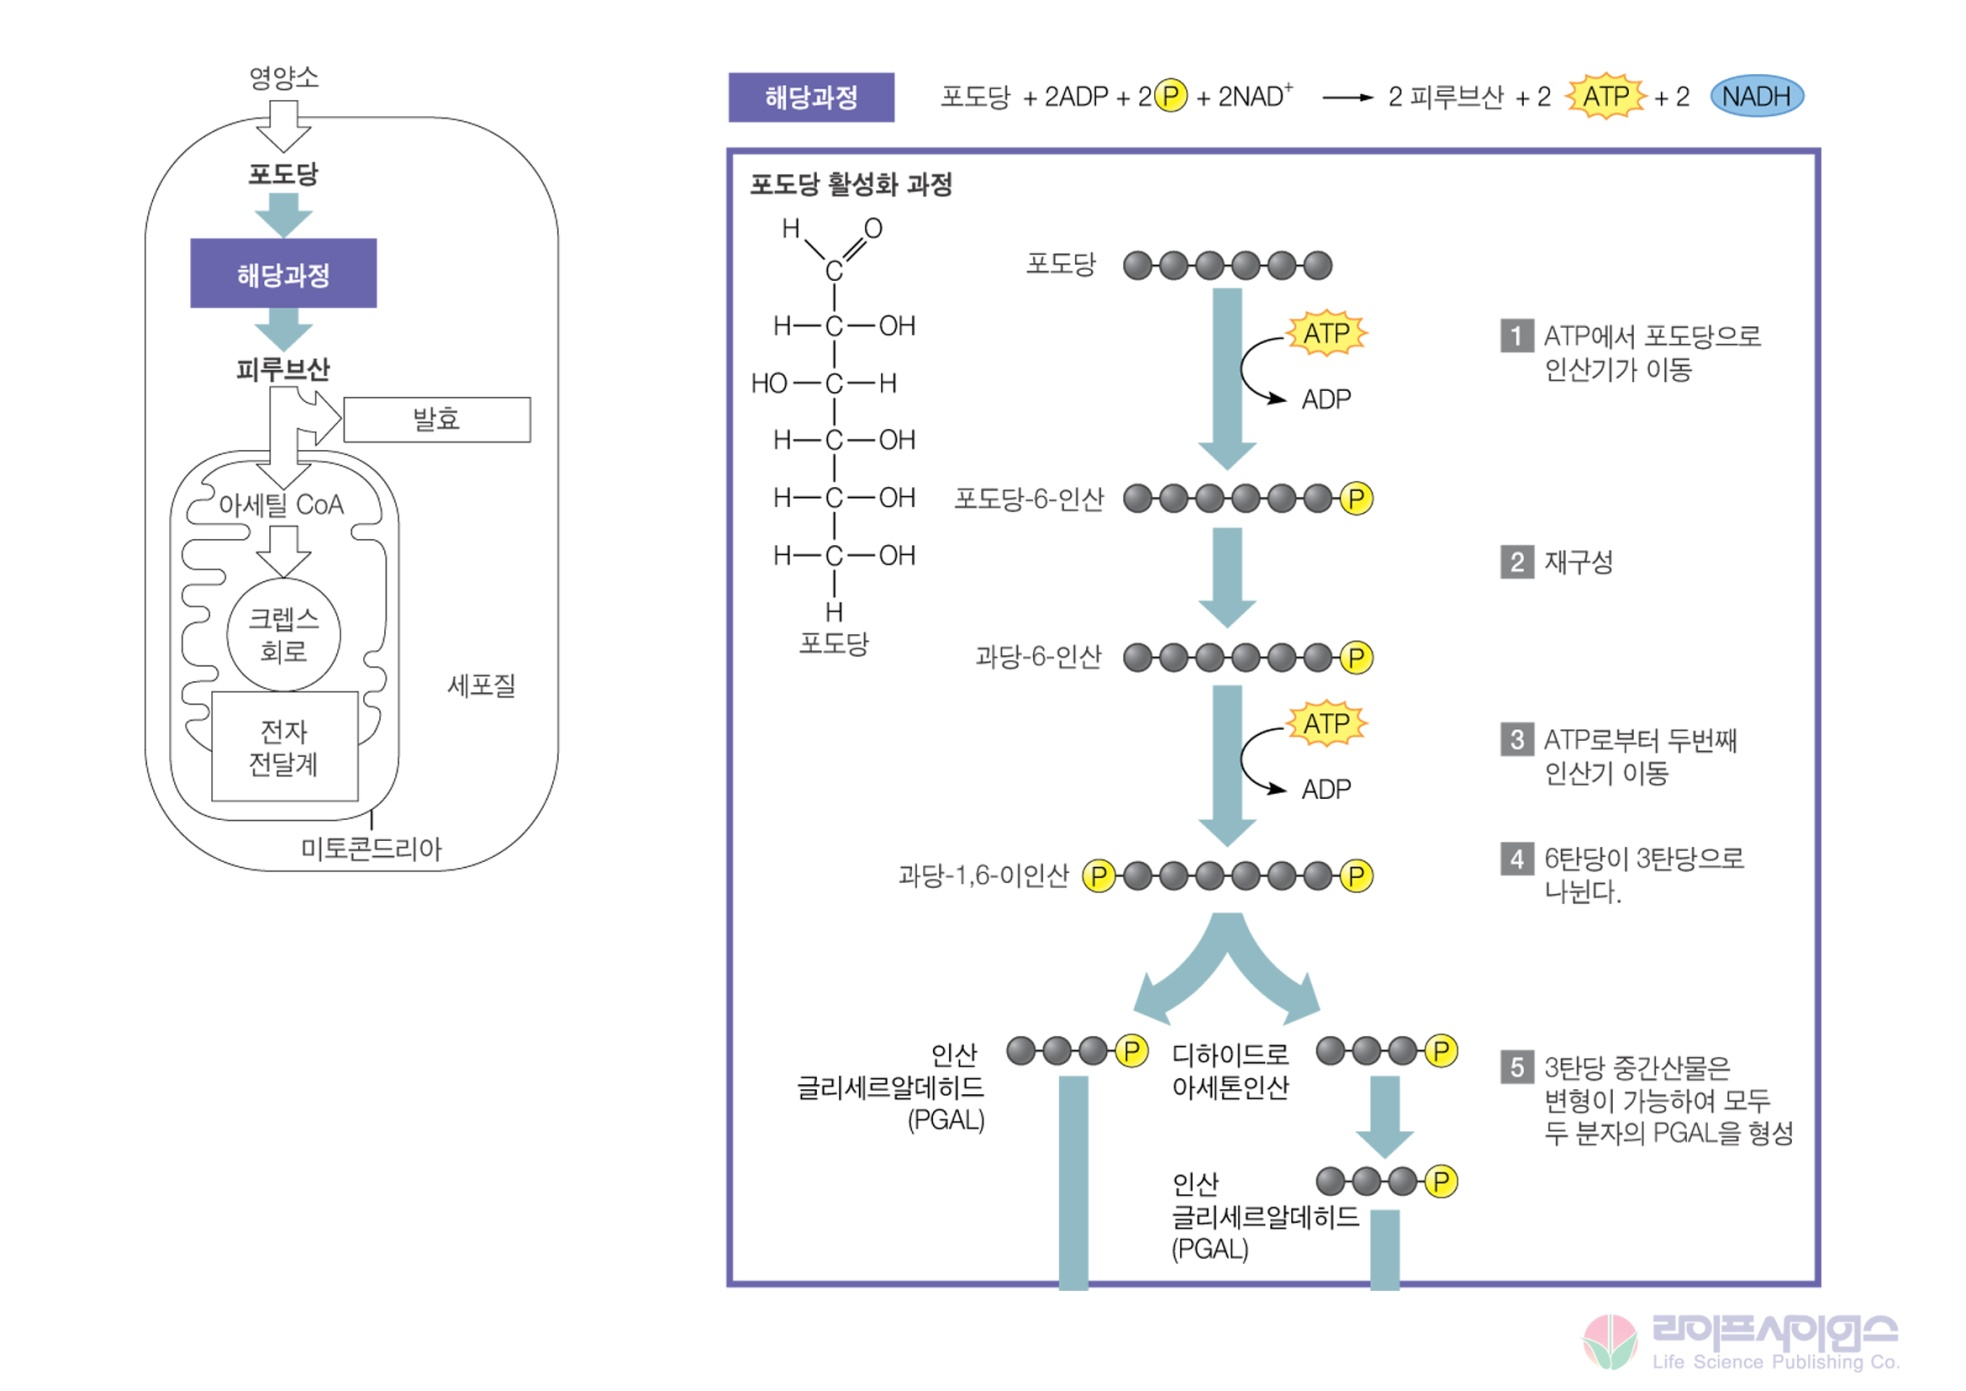 영양소
포도당
해당과정
피루브산
발효
아세틸 CoA
크렙스
회로
전자
전달계
세포질
미토콘드리아
해당과정
포도당 + 2ADP + 2 P + 2NAD⁺ → 2 피루브산 + 2 ATP + 2 NADH
포도당 활성화 과정
H O
C
H—C—OH
HO—C—H
H—C—OH
H—C—OH
H—C—OH
H
포도당
포도당
ATP
ADP
1 ATP에서 포도당으로
인산기가 이동
포도당-6-인산 P
2 재구성
과당-6-인산 P
ATP
ADP
3 ATP로부터 두번째
인산기 이동
과당-1,6-이인산 P P
4 6탄당이 3탄당으로
나뉜다.
인산 P
글리세르알데히드
(PGAL)
디하이드로 P
아세톤인산
5 3탄당 중간산물은
변형이 가능하여 모두
두 분자의 PGAL을 형성
인산 P
글리세르알데히드
(PGAL)
라이프사이언스
Life Science Publishing Co.